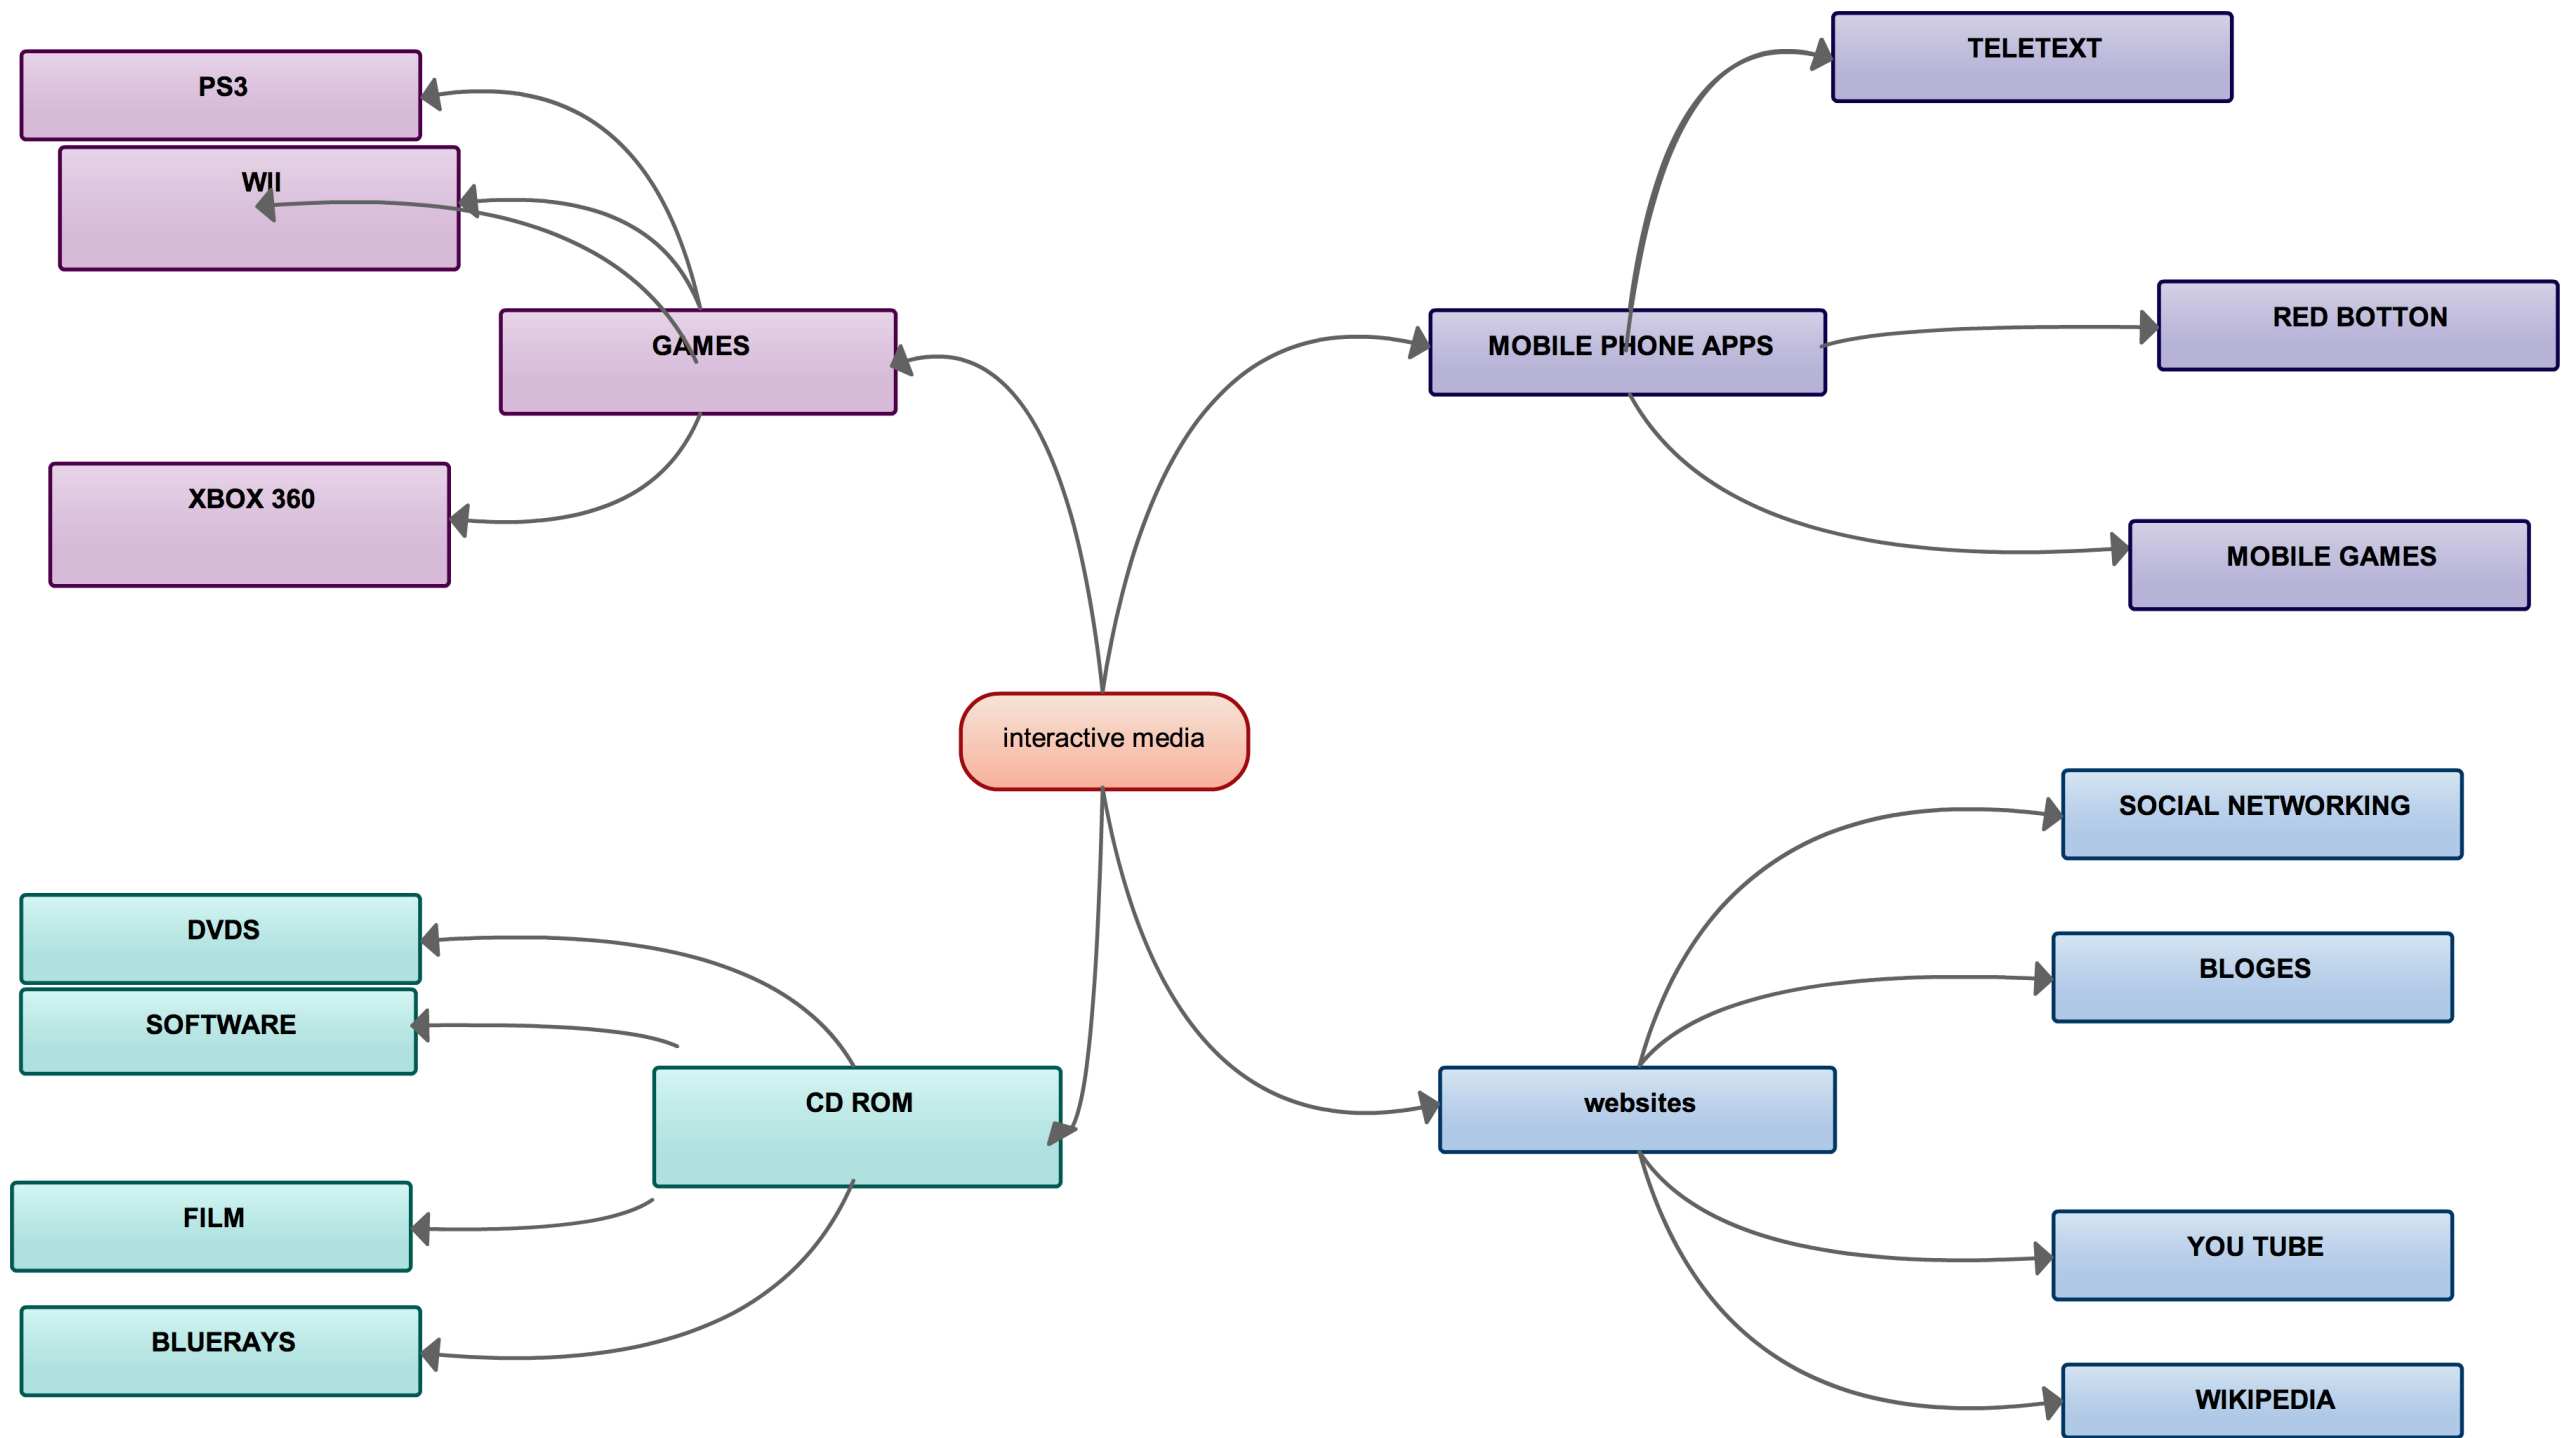 TELETEXT
PS3
WII
RED BOTTON
GAMES
MOBILE PHONE APPS
XBOX 360
MOBILE GAMES
interactive media
SOCIAL NETWORKING
DVDS
BLOGES
SOFTWARE
CD ROM
websites
FILM
YOU TUBE
BLUERAYS
WIKIPEDIA